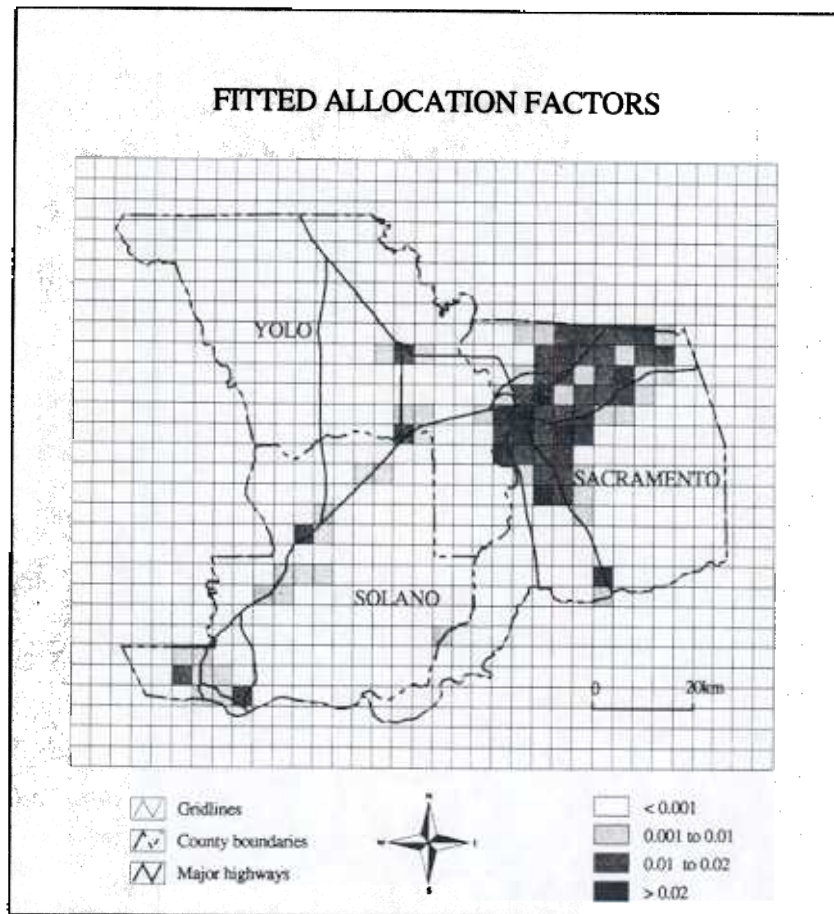 FITTED ALLOCATION FACTORS
YOLO
SACRAMENTO
SOLANO
0 20km
Gridlines
County boundaries
Major highways
N
S
< 0.001
0.001 to 0.01
0.01 to 0.02
> 0.02